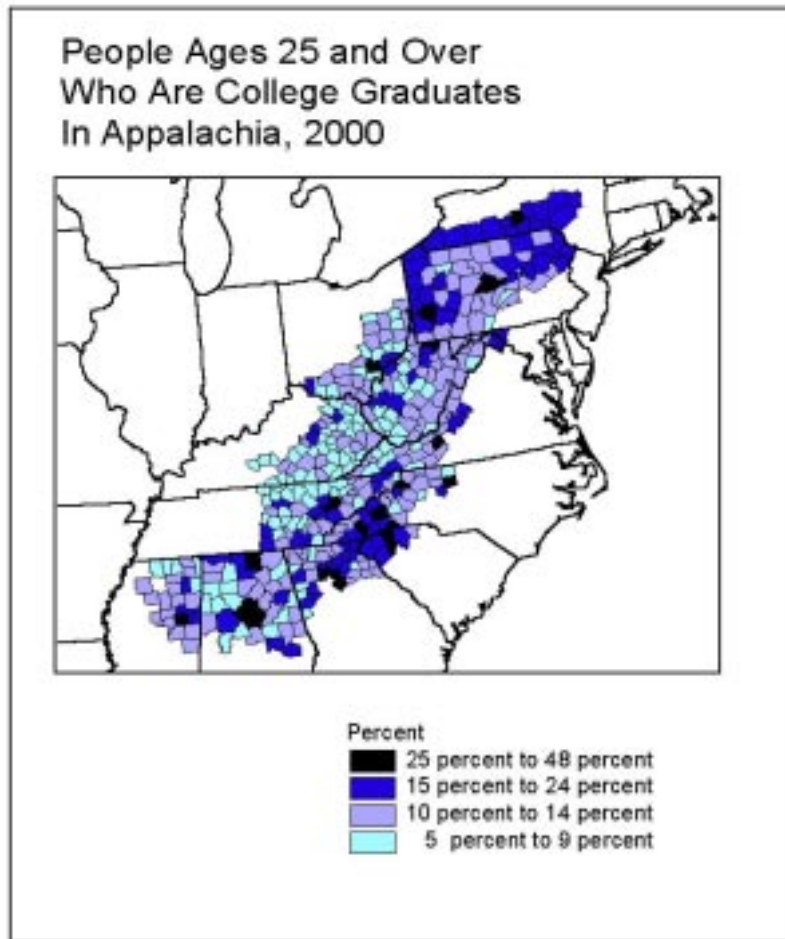 People Ages 25 and Over
Who Are College Graduates
In Appalachia, 2000
Percent
25 percent to 48 percent
15 percent to 24 percent
10 percent to 14 percent
5 percent to 9 percent